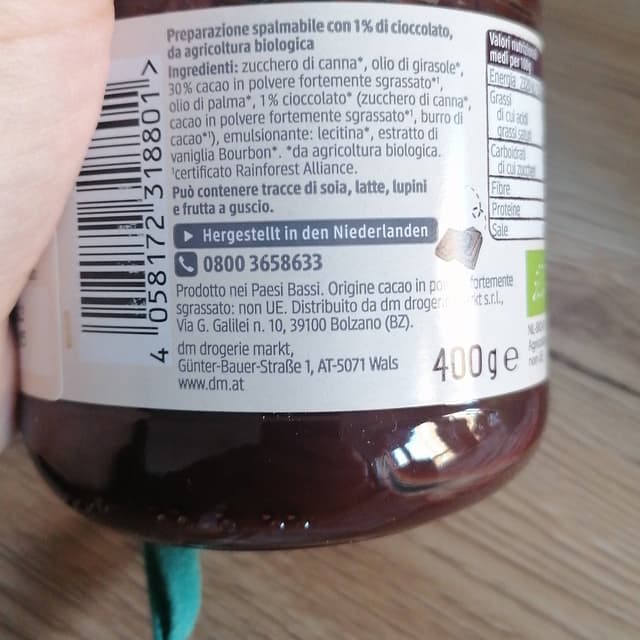 Preparazione spalmabile con 1% di cioccolato,
da agricoltura biologica
Ingredienti: zucchero di canna*, olio di girasole*,
30% cacao in polvere fortemente sgrassato*¹,
olio di palma*, 1% cioccolato* (zucchero di canna*,
cacao in polvere fortemente sgrassato*¹, burro di
cacao*¹), emulsionante: lecitina*, estratto di
vaniglia Bourbon*. *da agricoltura biologica.
¹certificato Rainforest Alliance.
Può contenere tracce di soia, latte, lupini
e frutta a guscio.
Hergestellt in den Niederlanden
0800 3658633
Prodotto nei Paesi Bassi. Origine cacao in fortemente
sgrassato: non UE. Distribuito da dm s.r.l.,
Via G. Galilei n. 10, 39100 Bolzano (BZ).
dm drogerie markt,
Günter-Bauer-Straße 1, AT-5071 Wals
www.dm.at
400 g e
4 058172 318801 >
Valori
medi per
Energia
Grassi
di cui acidi
grassi saturi
Carboidrati
di cui zuccheri
Fibre
Proteine
Sale